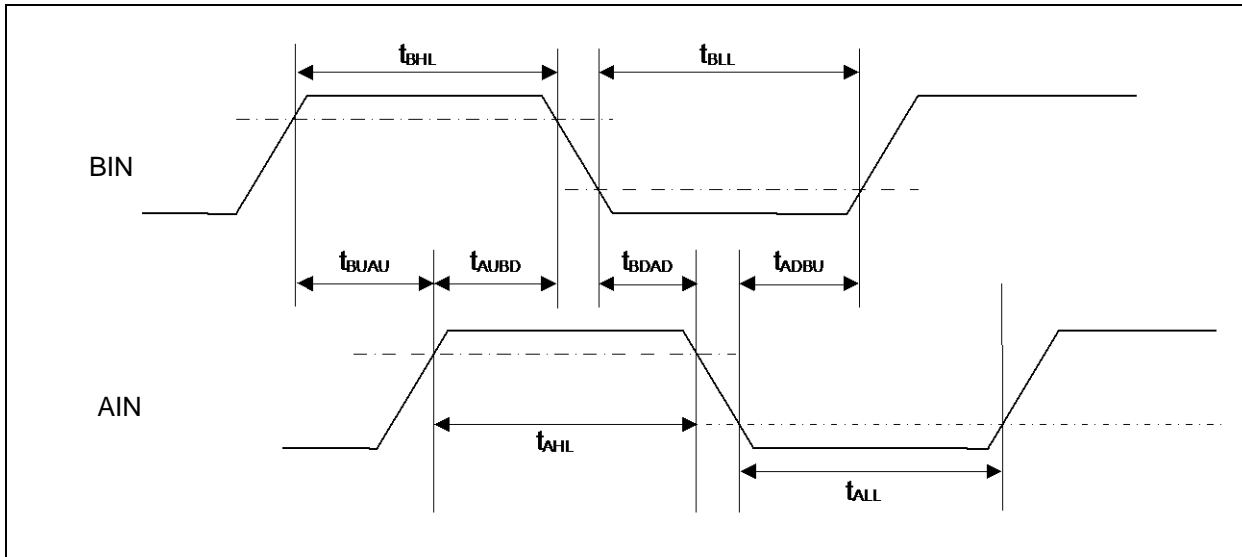 tBHL tBLL
BIN
tBUAU tAUBD tBDAD tADBU
AIN
tAHL
tALL